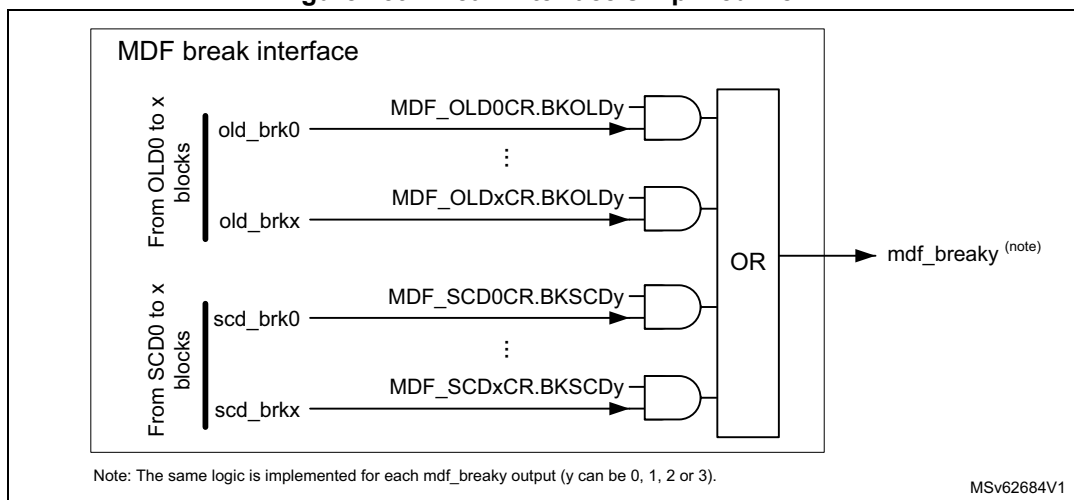 MDF break interface
From OLD0 to x
blocks
MDF_OLD0CR.BKOLDy
old_brk0
...
MDF_OLDxCR.BKOLDy
old_brkx
OR
mdf_breaky (note)
From SCD0 to x
blocks
MDF_SCD0CR.BKSCDy
scd_brk0
...
MDF_SCDxCR.BKSCDy
scd_brkx
Note: The same logic is implemented for each mdf_breaky output (y can be 0, 1, 2 or 3).
MSv62684V1